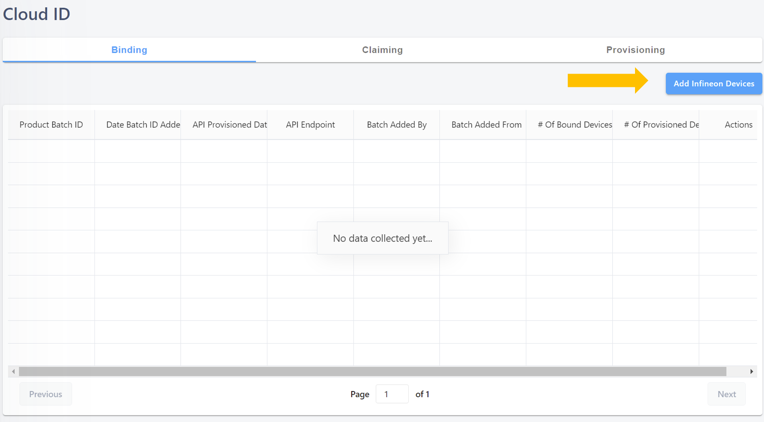 Cloud ID
Binding Claiming Provisioning
Add Infineon Devices
Product Batch ID Date Batch ID Adde API Provisioned Dat API Endpoint Batch Added By Batch Added From # Of Bound Devices # Of Provisioned De Actions
No data collected yet...
Previous Page 1 of 1 Next